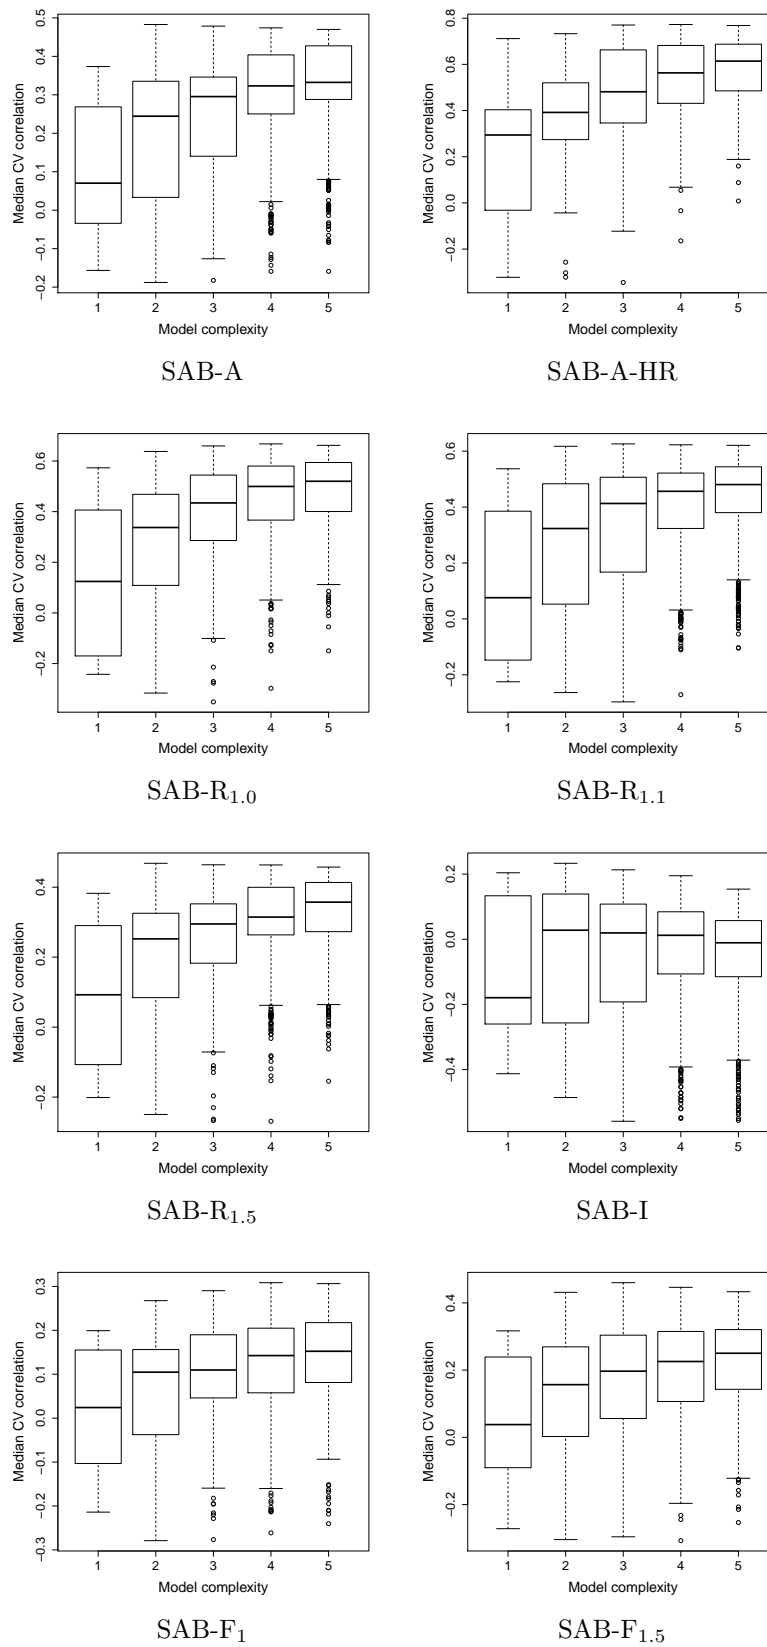 Median CV correlation
0.5
0.4
0.3
0.2
0.1
0.0
−0.1
−0.2
1 2 3 4 5
Model complexity
SAB-A
Median CV correlation
0.8
0.6
0.4
0.2
0.0
−0.2
1 2 3 4 5
Model complexity
SAB-A-HR
Median CV correlation
0.6
0.4
0.2
0.0
−0.2
1 2 3 4 5
Model complexity
SAB-R1.0
Median CV correlation
0.6
0.4
0.2
0.0
−0.2
1 2 3 4 5
Model complexity
SAB-R1.1
Median CV correlation
0.4
0.2
0.0
−0.2
1 2 3 4 5
Model complexity
SAB-R1.5
Median CV correlation
0.2
0.0
−0.2
−0.4
1 2 3 4 5
Model complexity
SAB-I
Median CV correlation
0.3
0.2
0.1
0.0
−0.1
−0.2
−0.3
1 2 3 4 5
Model complexity
SAB-F1
Median CV correlation
0.4
0.2
0.0
−0.2
1 2 3 4 5
Model complexity
SAB-F1.5